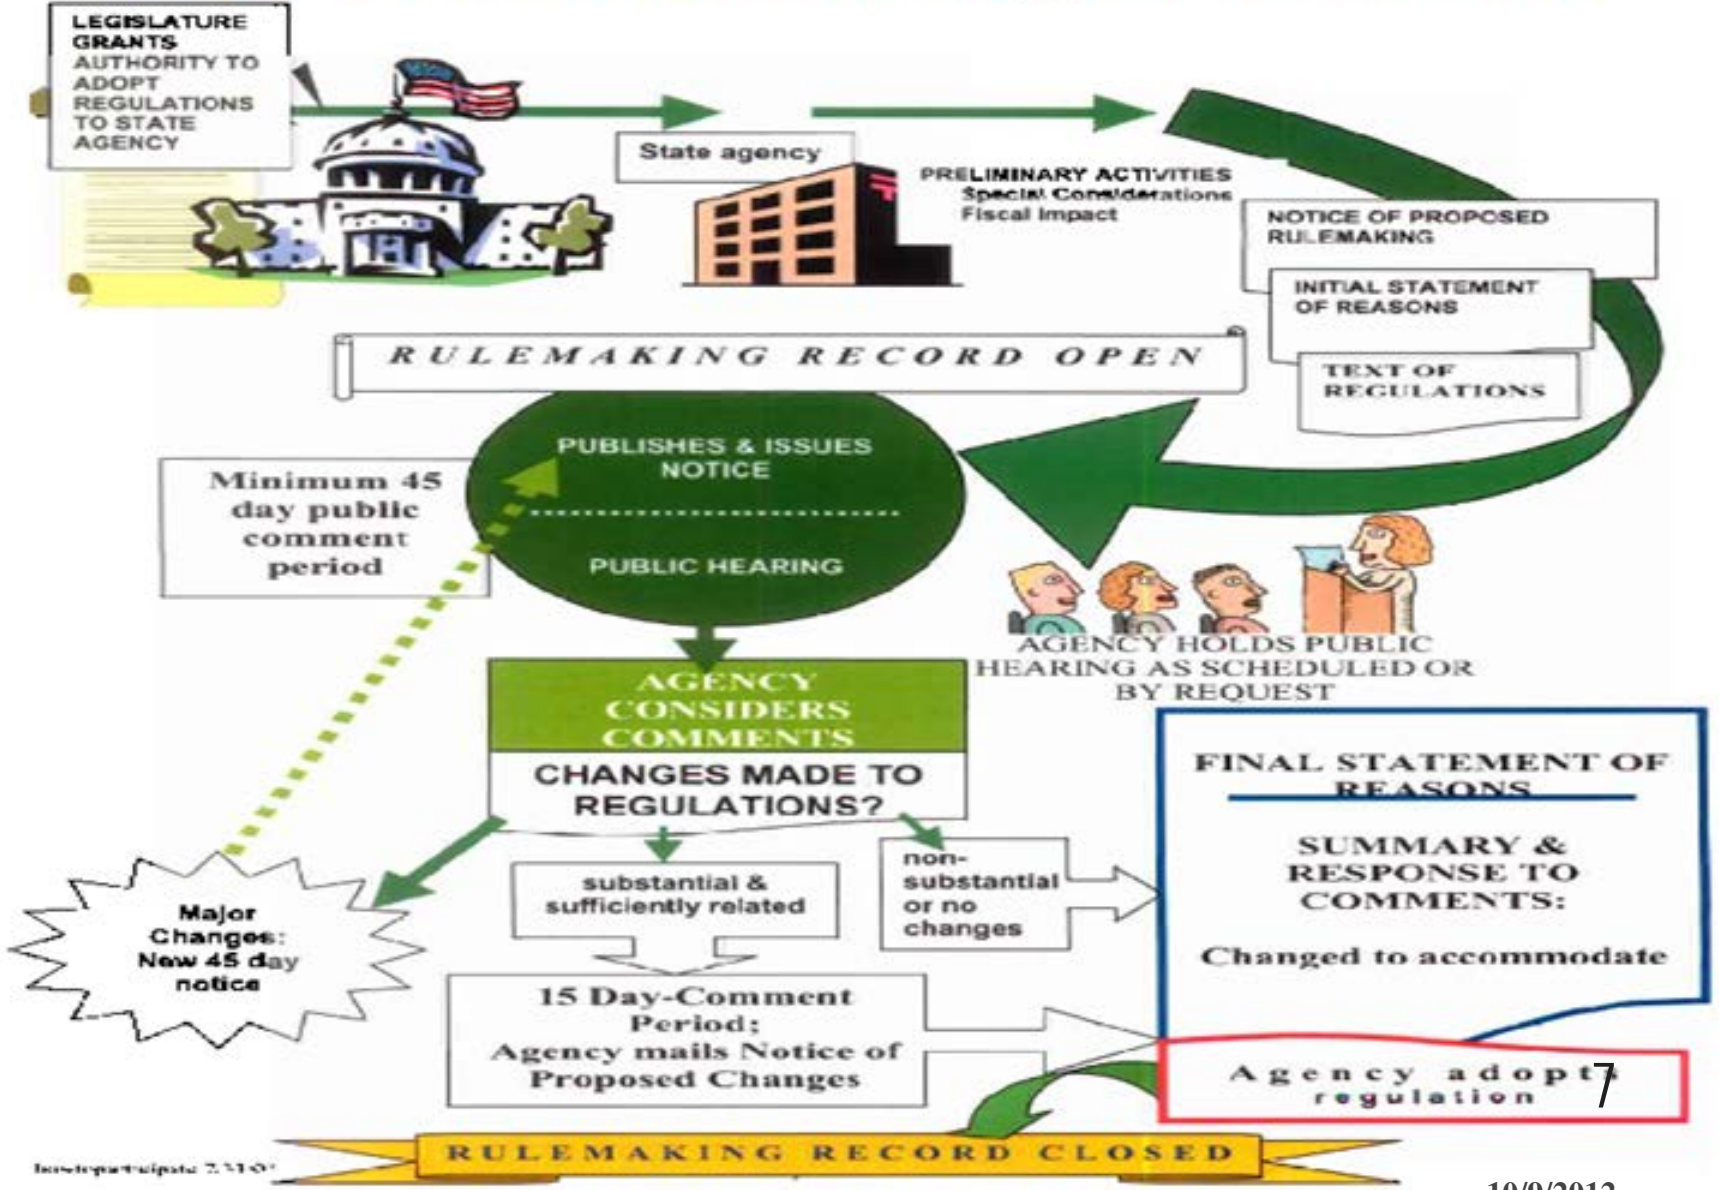 LEGISLATURE
GRANTS
AUTHORITY TO
ADOPT
REGULATIONS
TO STATE
AGENCY
State agency
PRELIMINARY ACTIVITIES
Special Considerations
Fiscal Impact
NOTICE OF PROPOSED
RULEMAKING
INITIAL STATEMENT
OF REASONS
TEXT OF
REGULATIONS
RULEMAKING RECORD OPEN
PUBLISHES & ISSUES
NOTICE
PUBLIC HEARING
Minimum 45
day public
comment
period
AGENCY HOLDS PUBLIC
HEARING AS SCHEDULED OR
BY REQUEST
AGENCY
CONSIDERS
COMMENTS
CHANGES MADE TO
REGULATIONS?
Major
Changes:
New 45 day
notice
substantial &
sufficiently related
non-
substantial
or no
changes
15 Day-Comment
Period;
Agency mails Notice of
Proposed Changes
FINAL STATEMENT OF
REASONS
SUMMARY &
RESPONSE TO
COMMENTS:
Changed to accommodate
Agency adopts
regulation
7
RULEMAKING RECORD CLOSED
10/9/2012